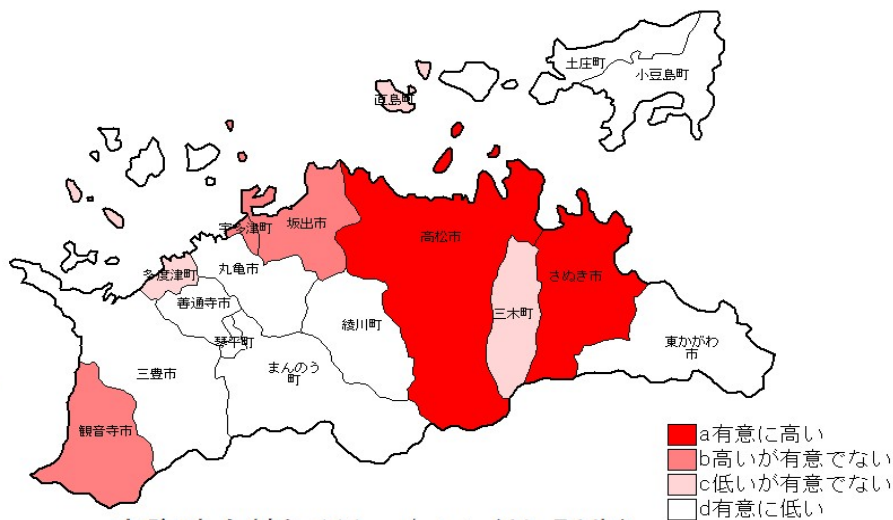 土庄町
小豆島町
直島町
宇多津町
坂出市
高松市
多度津町
丸亀市
さぬき市
善通寺市
三木町
綾川町
琴平町
東かがわ
市
まんのう
町
三豊市
観音寺市
a有意に高い
b高いが有意でない
c低いが有意でない
d有意に低い